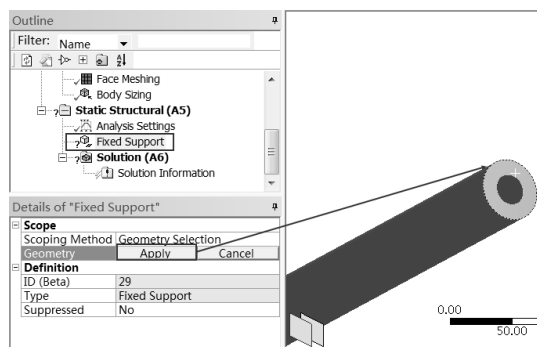 Outline
Filter: Name
Face Meshing
Body Sizing
Static Structural (A5)
Analysis Settings
Fixed Support
Solution (A6)
Solution Information
Details of "Fixed Support"
Scope
Scoping Method Geometry Selection
Geometry Apply Cancel
Definition
ID (Beta) 29
Type Fixed Support
Suppressed No
0.00
50.00